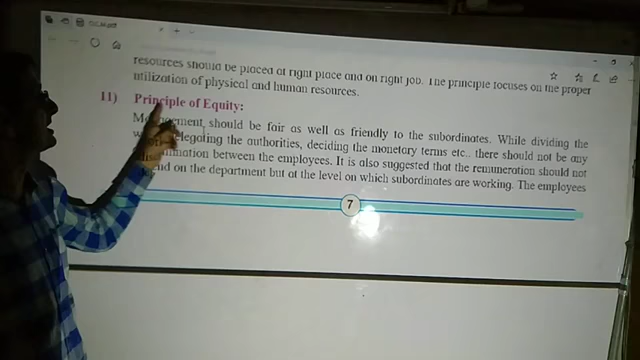 resources should be placed at right place and on right job. The principle focuses on the proper
utilization of physical and human resources.
11) Principle of Equity:
should be fair as well as friendly to the subordinates. While dividing the
delegating the authorities, deciding the monetary terms etc.. there should not be any
between the employees. It is also suggested that the remuneration should not
on the department but at the level on which subordinates are working. The employees
7